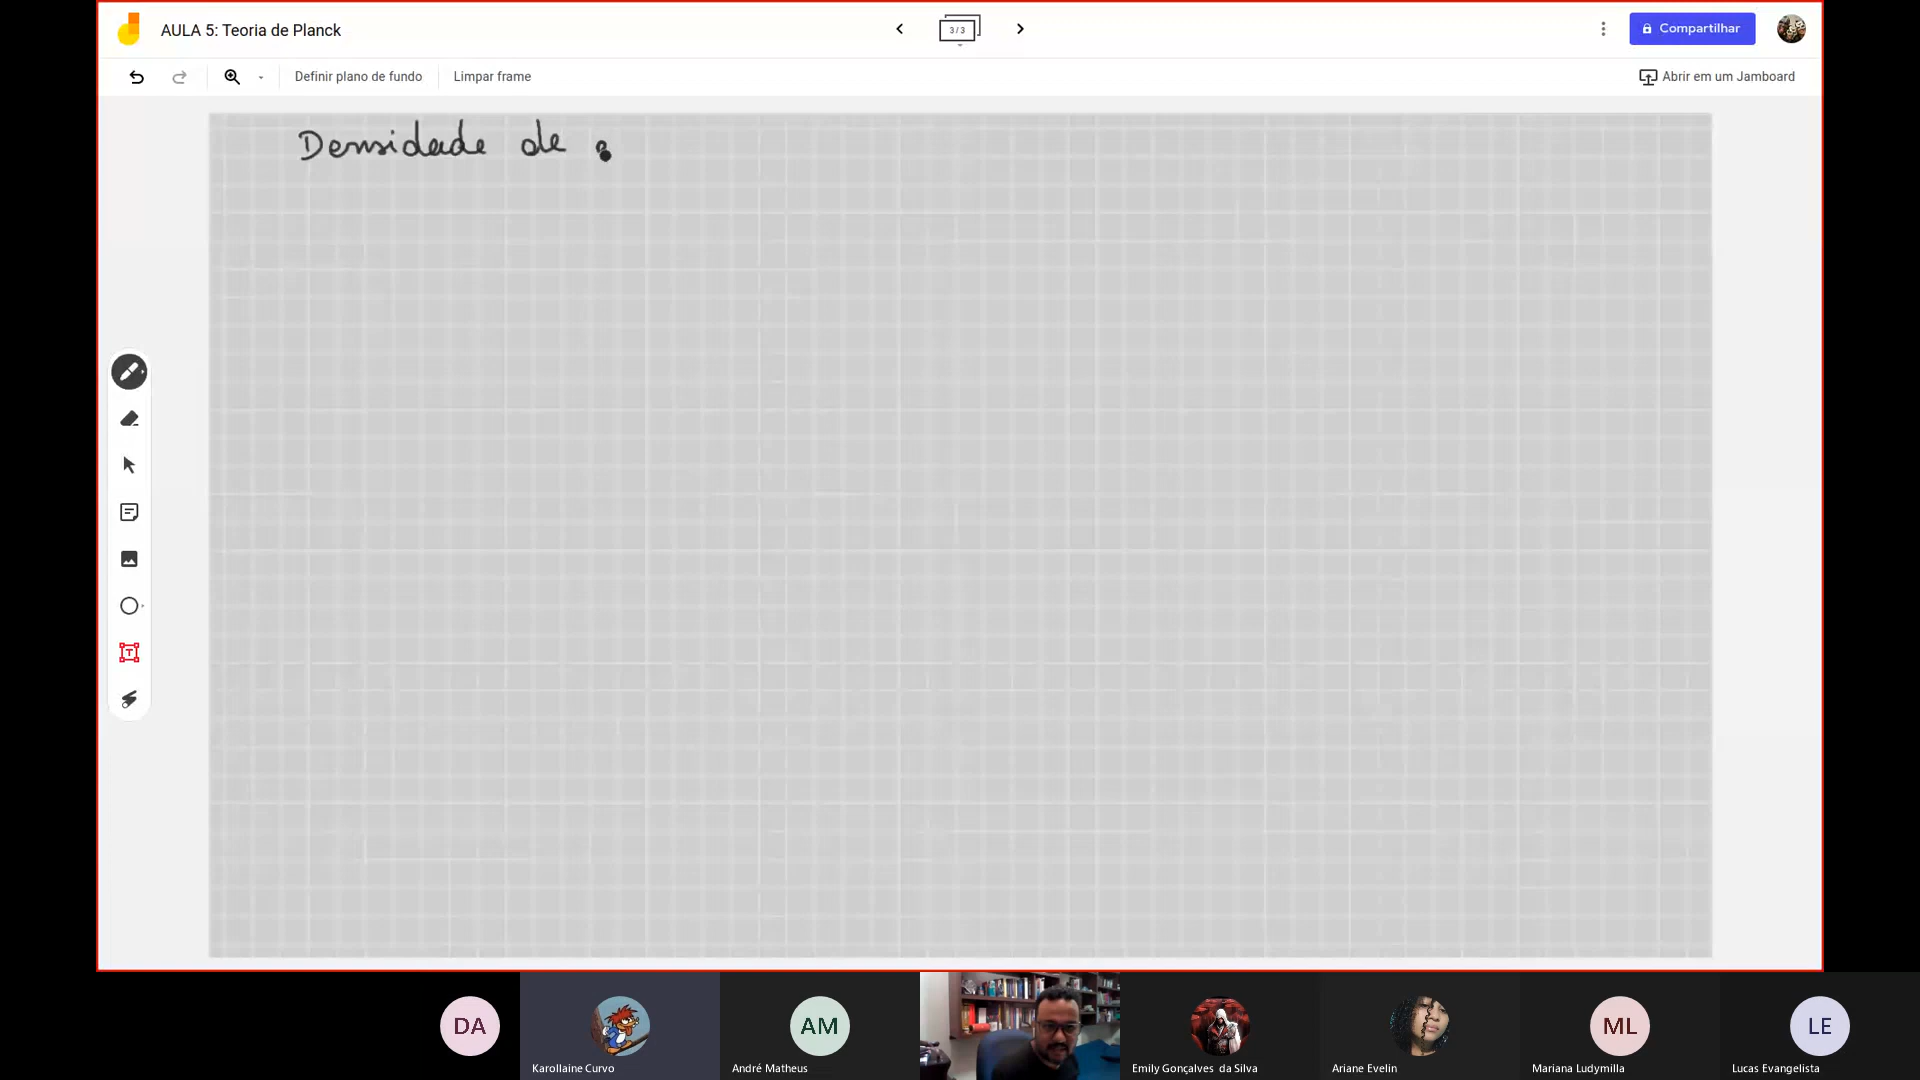 AULA 5: Teoria de Planck
3/3
Compartilhar
Definir plano de fundo
Limpar frame
Abrir em um Jamboard
Densidade de
DA
AM
ML
LE
Karollaine Curvo
André Matheus
Emily Gonçalves da Silva
Ariane Evelin
Mariana Ludymilla
Lucas Evangelista